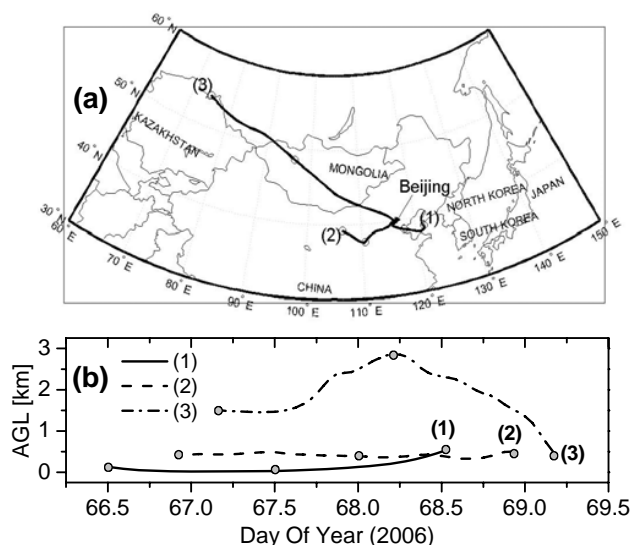 (a)
60°N
50°N
40°N
30°N
60°E
70°E
80°E
90°E
100°E
110°E
120°E
130°E
140°E
150°E
(3)
KAZAKHSTAN
MONGOLIA
Beijing
NORTH KOREA
JAPAN
(1)
SOUTH KOREA
(2)
CHINA
(b)
AGL [km]
3
2
1
0
(1)
(2)
(3)
(1)
(2)
(3)
66.5 67.0 67.5 68.0 68.5 69.0 69.5
Day Of Year (2006)